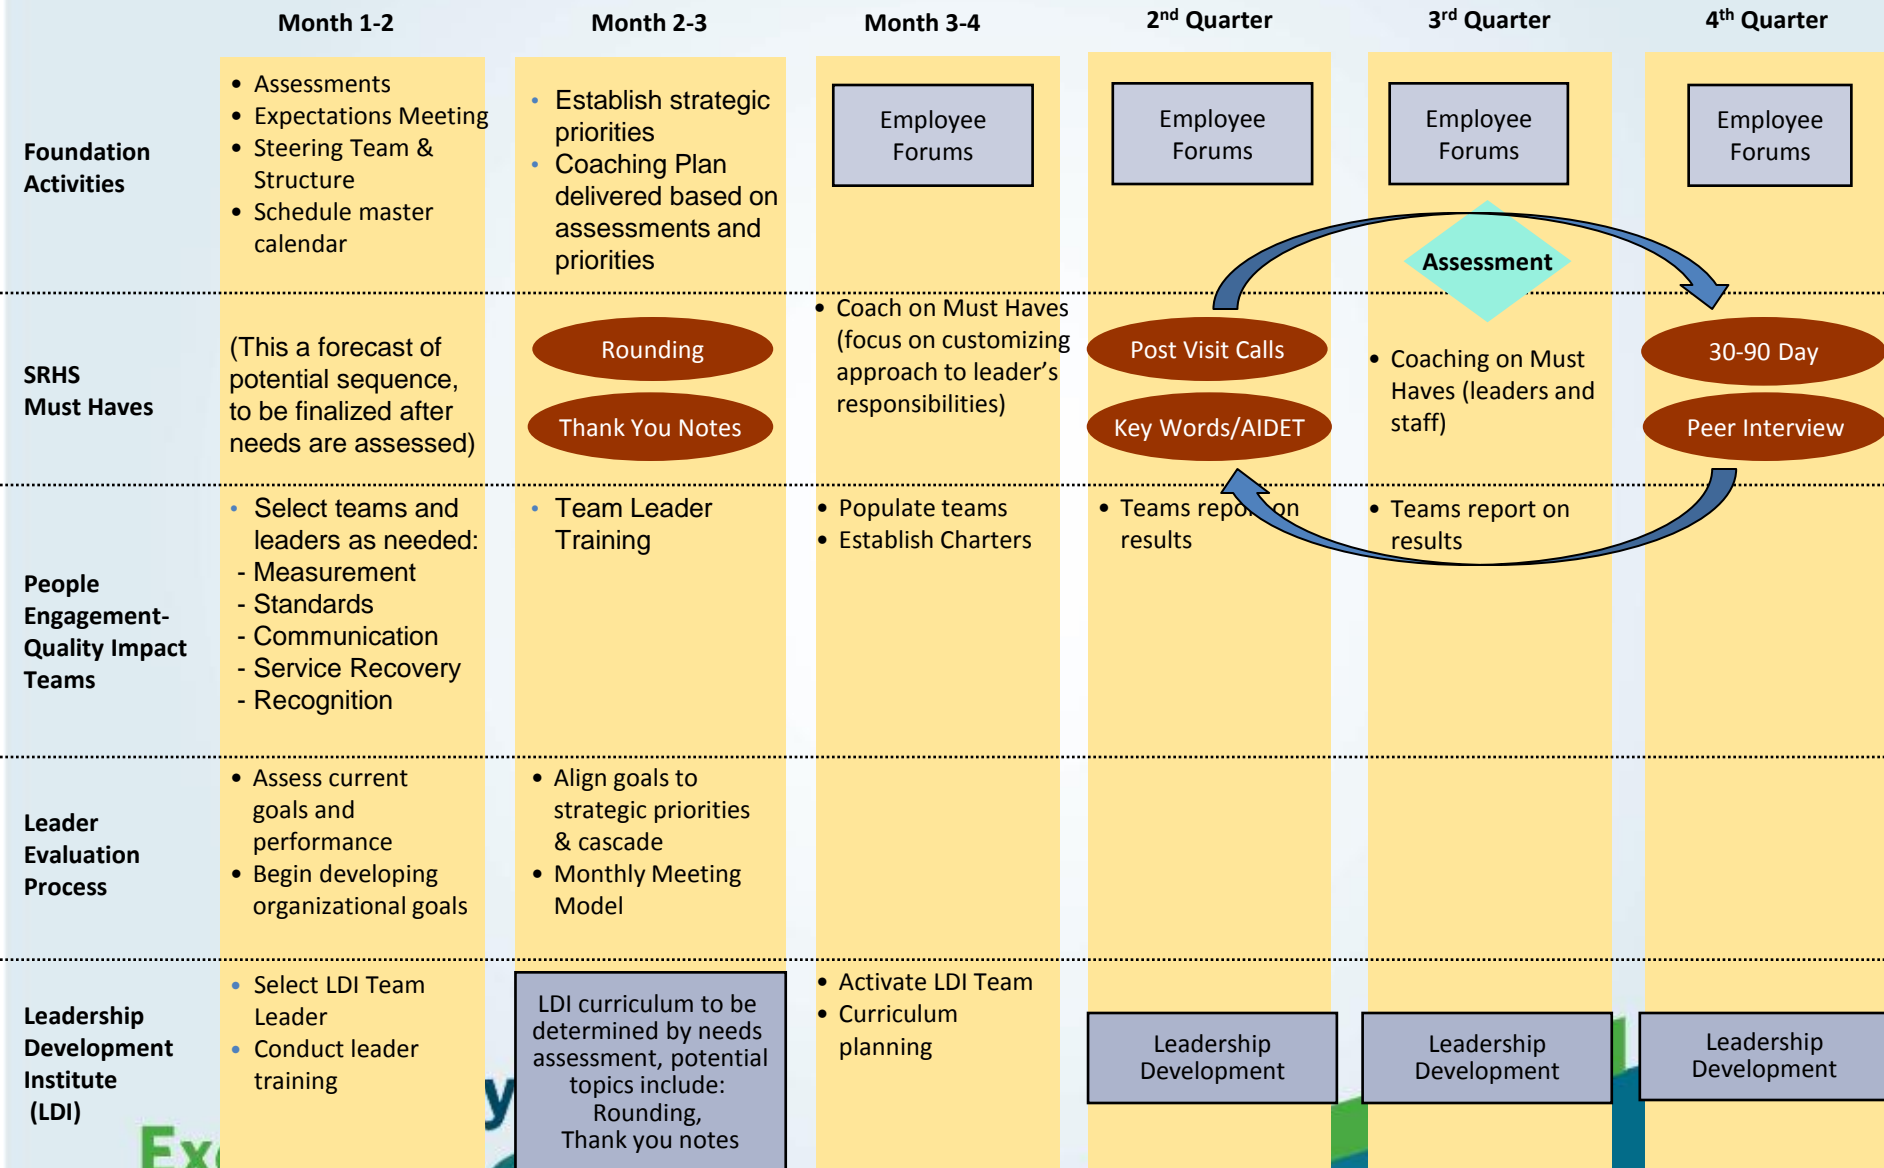 Month 1-2
Month 2-3
Month 3-4
2nd Quarter
3rd Quarter
4th Quarter
Foundation
Activities
• Assessments
• Expectations Meeting
• Steering Team &
Structure
• Schedule master
calendar
• Establish strategic
priorities
• Coaching Plan
delivered based on
assessments and
priorities
Employee
Forums
Employee
Forums
Employee
Forums
Employee
Forums
Assessment
SRHS
Must Haves
(This a forecast of
potential sequence,
to be finalized after
needs are assessed)
Rounding
Thank You Notes
• Coach on Must Haves
(focus on customizing
approach to leader's
responsibilities)
Post Visit Calls
Key Words/AIDET
• Coaching on Must
Haves (leaders and
staff)
30-90 Day
Peer Interview
People
Engagement-
Quality Impact
Teams
• Select teams and
leaders as needed:
- Measurement
- Standards
- Communication
- Service Recovery
- Recognition
• Team Leader
Training
• Populate teams
• Establish Charters
• Teams report on
results
• Teams report on
results
Leader
Evaluation
Process
• Assess current
goals and
performance
• Begin developing
organizational goals
• Align goals to
strategic priorities
& cascade
• Monthly Meeting
Model
Leadership
Development
Institute
(LDI)
• Select LDI Team
Leader
• Conduct leader
training
LDI curriculum to be
determined by needs
assessment, potential
topics include:
Rounding,
Thank you notes
• Activate LDI Team
• Curriculum
planning
Leadership
Development
Leadership
Development
Leadership
Development